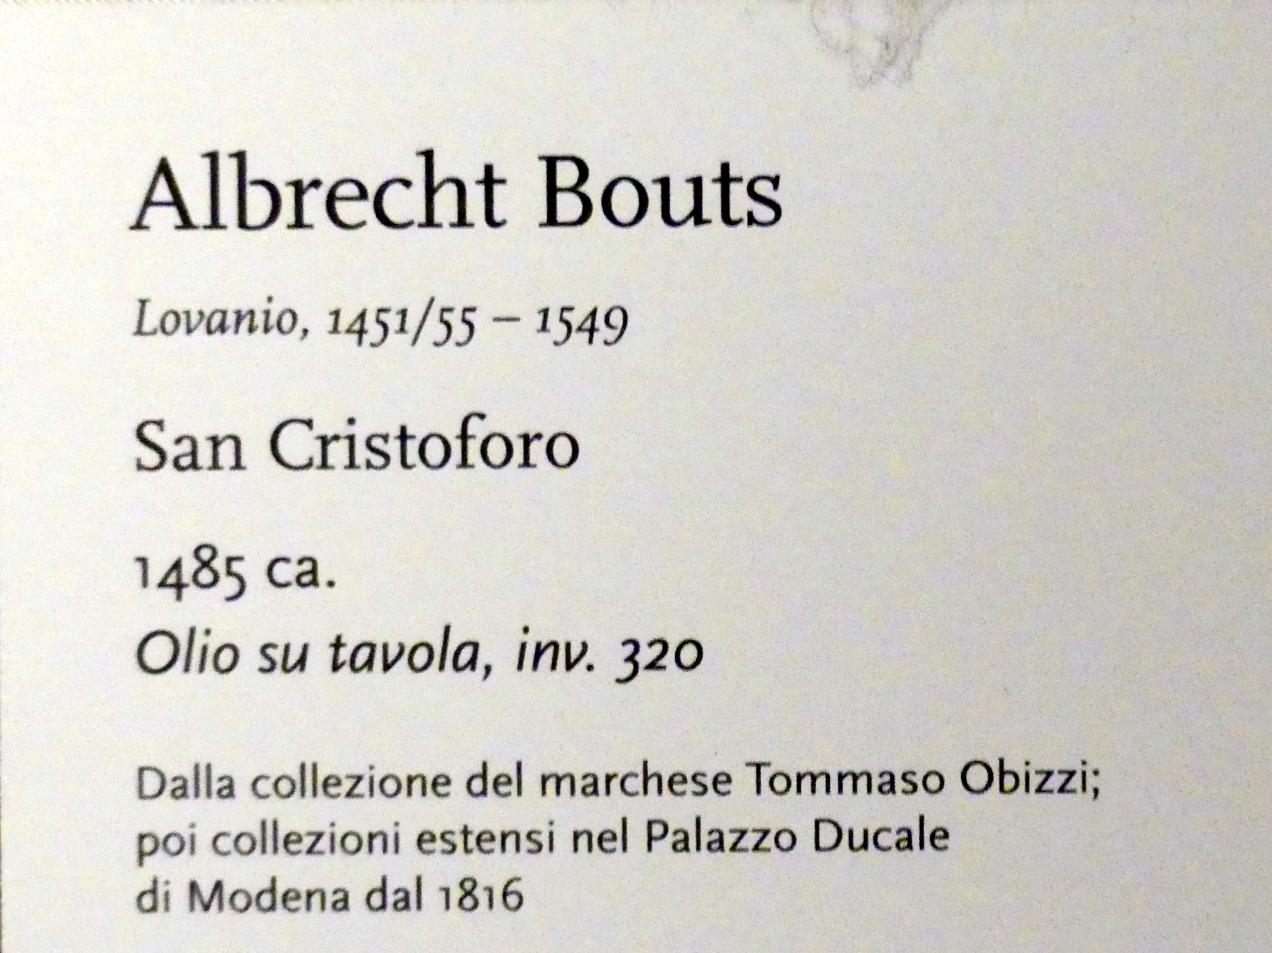 Albrecht Bouts
Lovanio, 1451/55 – 1549
San Cristoforo
1485 ca.
Olio su tavola, inv. 320
Dalla collezione del marchese Tommaso Obizzi;
poi collezioni estensi nel Palazzo Ducale
di Modena dal 1816